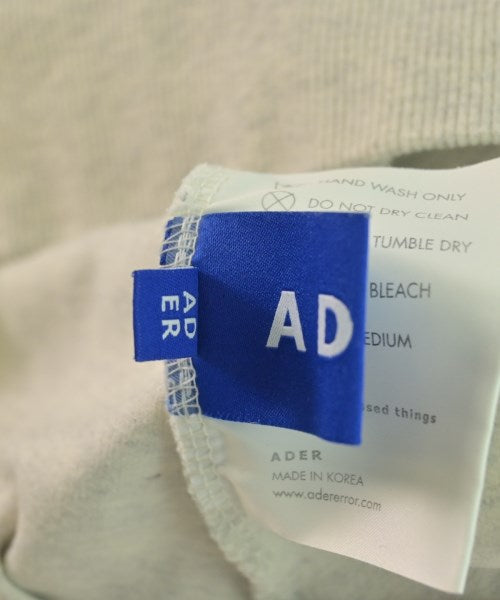 HAND WASH ONLY
DO NOT DRY CLEAN
TUMBLE DRY
BLEACH
EDIUM
osed things
ADER
MADE IN KOREA
www.adererror.com
AD
AD
ER